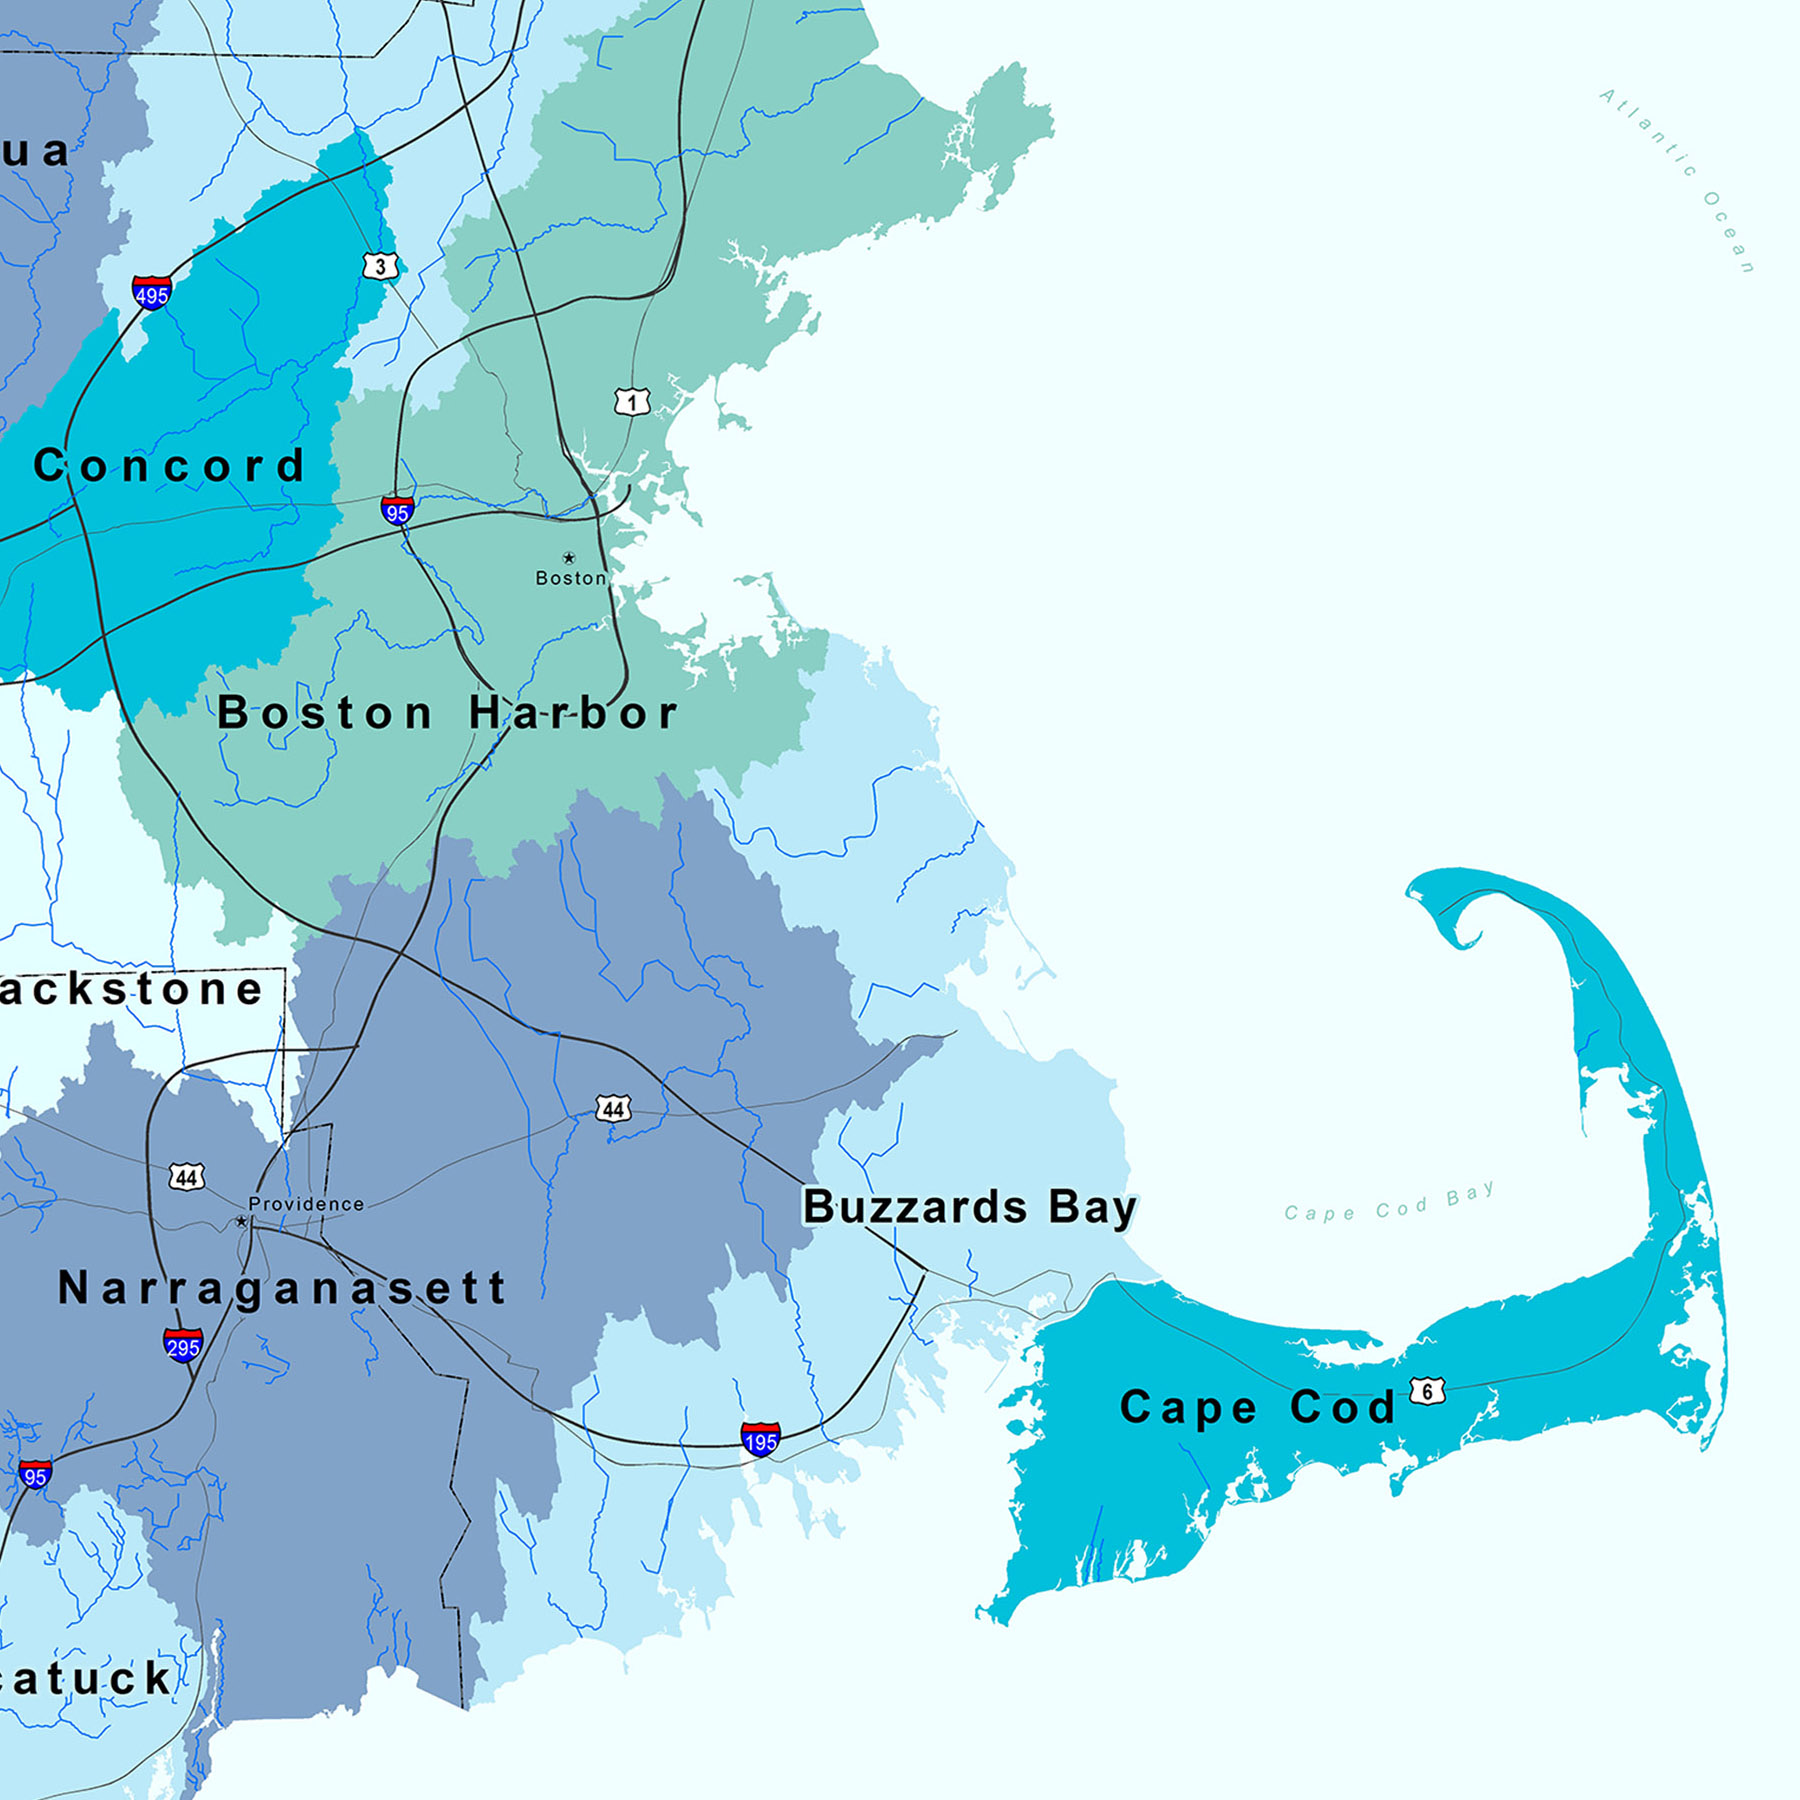 Atlantic Ocean
ua
3
495
1
Concord
95
Boston
Boston Harbor
ackstone
44
44
Providence
Buzzards Bay
Cape Cod Bay
Narraganasett
295
6
Cape Cod
195
95
catuck